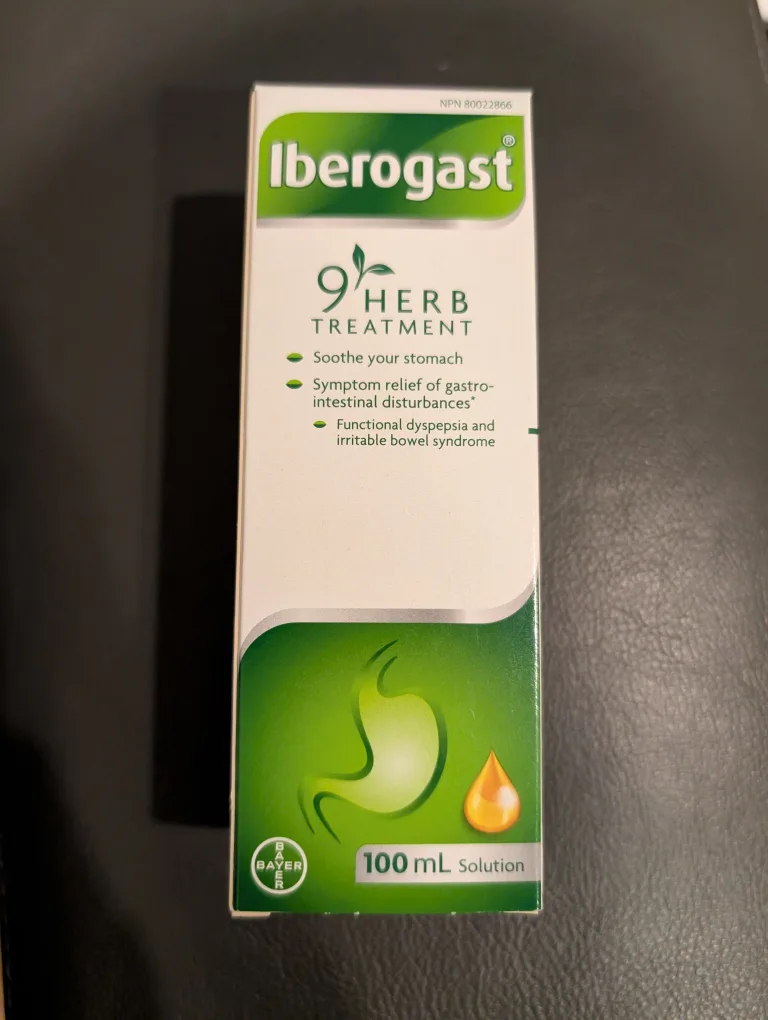 NPN 80022866
Iberogast®
9 HERB
TREATMENT
Soothe your stomach
Symptom relief of gastro-
intestinal disturbances*
Functional dyspepsia and
irritable bowel syndrome
BAYER
BAYER
100 mL Solution